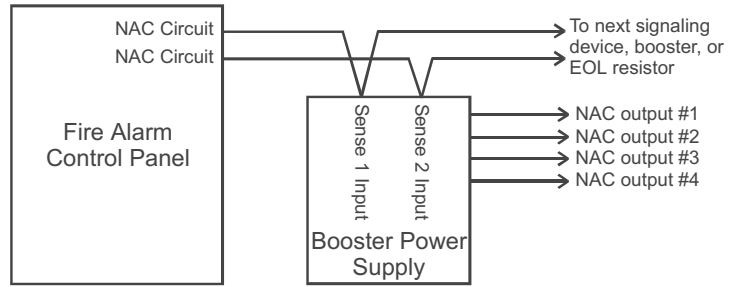 NAC Circuit
NAC Circuit
Fire Alarm
Control Panel
To next signaling
device, booster, or
EOL resistor
Sense 1 Input
Sense 2 Input
NAC output #1
NAC output #2
NAC output #3
NAC output #4
Booster Power
Supply